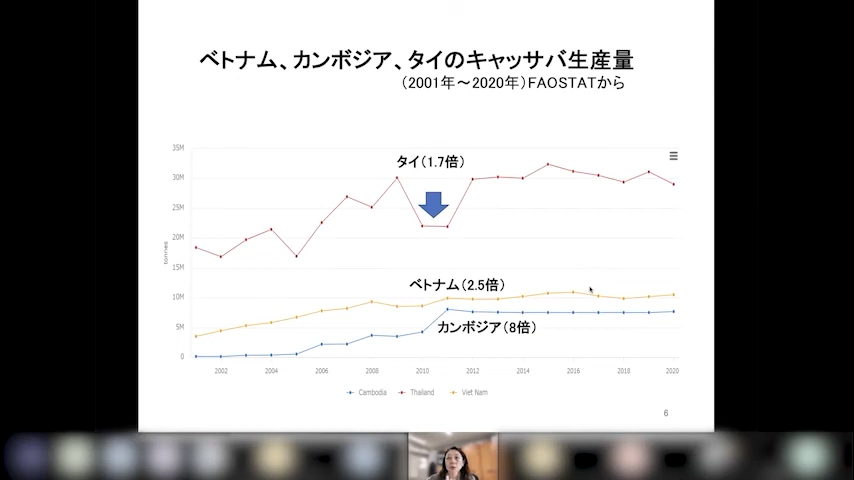 ベトナム、カンボジア、タイのキャッサバ生産量
(2001年～2020年)FAOSTATから
35M
30M
25M
20M
15M
10M
5M
0
tonnes
タイ(1.7倍)
ベトナム(2.5倍)
カンボジア(8倍)
2002
2004
2006
2008
2010
2012
2014
2016
2018
2020
Cambodia
Thailand
Viet Nam
6